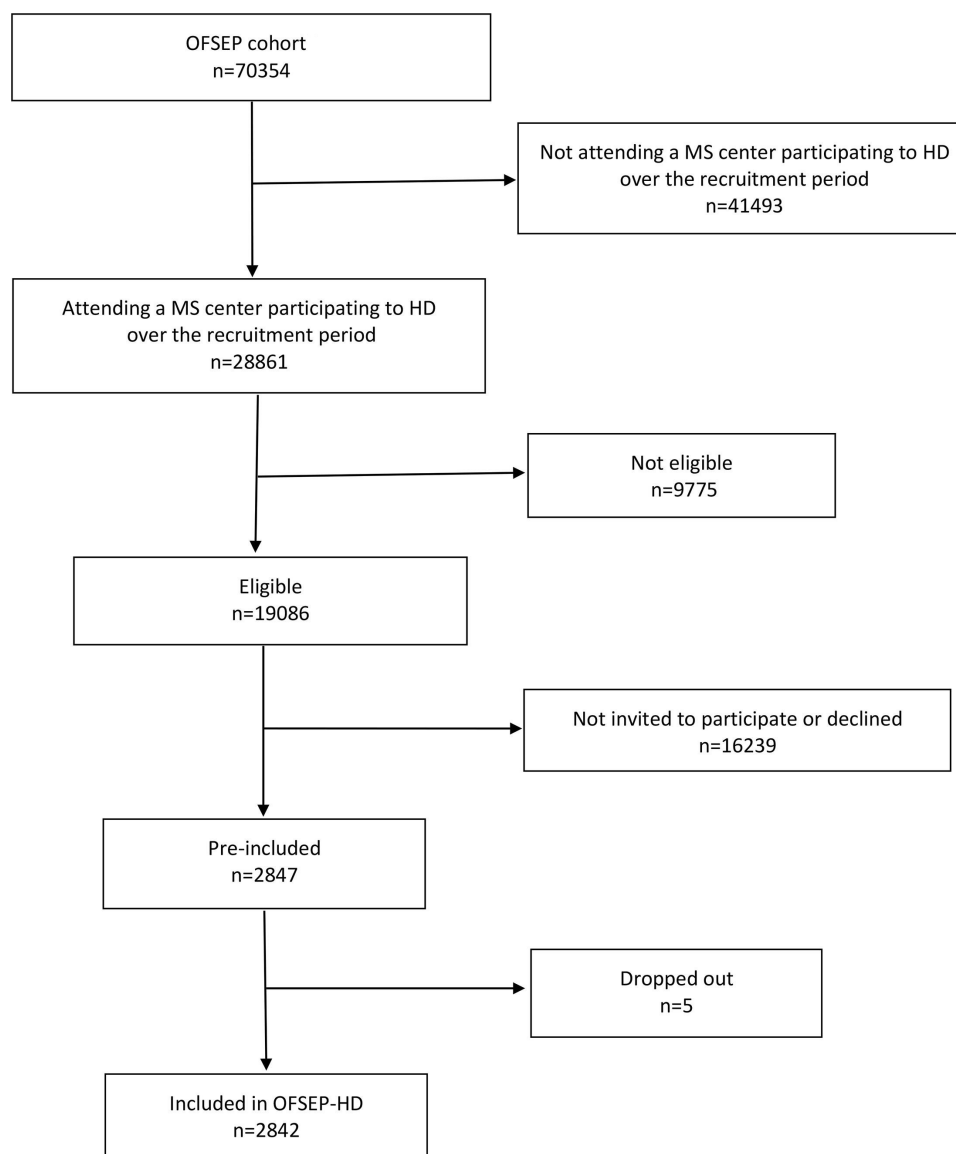 OFSEP cohort
n=70354
Not attending a MS center participating to HD
over the recruitment period
n=41493
Attending a MS center participating to HD
over the recruitment period
n=28861
Not eligible
n=9775
Eligible
n=19086
Not invited to participate or declined
n=16239
Pre-included
n=2847
Dropped out
n=5
Included in OFSEP-HD
n=2842